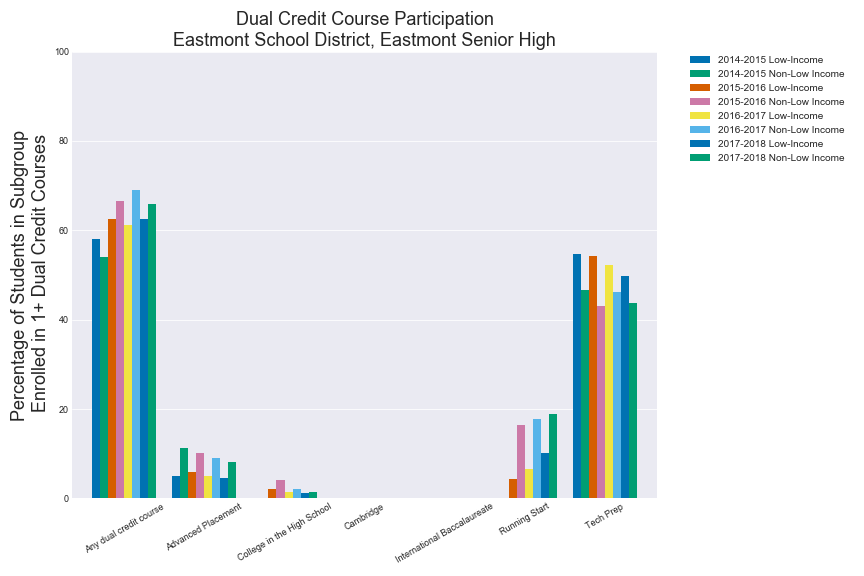 Dual Credit Course Participation
Eastmont School District, Eastmont Senior High
Percentage of Students in Subgroup
Enrolled in 1+ Dual Credit Courses
100
80
60
40
20
0
Any dual credit course
Advanced Placement
College in the High School
Cambridge
International Baccalaureate
Running Start
Tech Prep
2014-2015 Low-Income
2014-2015 Non-Low Income
2015-2016 Low-Income
2015-2016 Non-Low Income
2016-2017 Low-Income
2016-2017 Non-Low Income
2017-2018 Low-Income
2017-2018 Non-Low Income